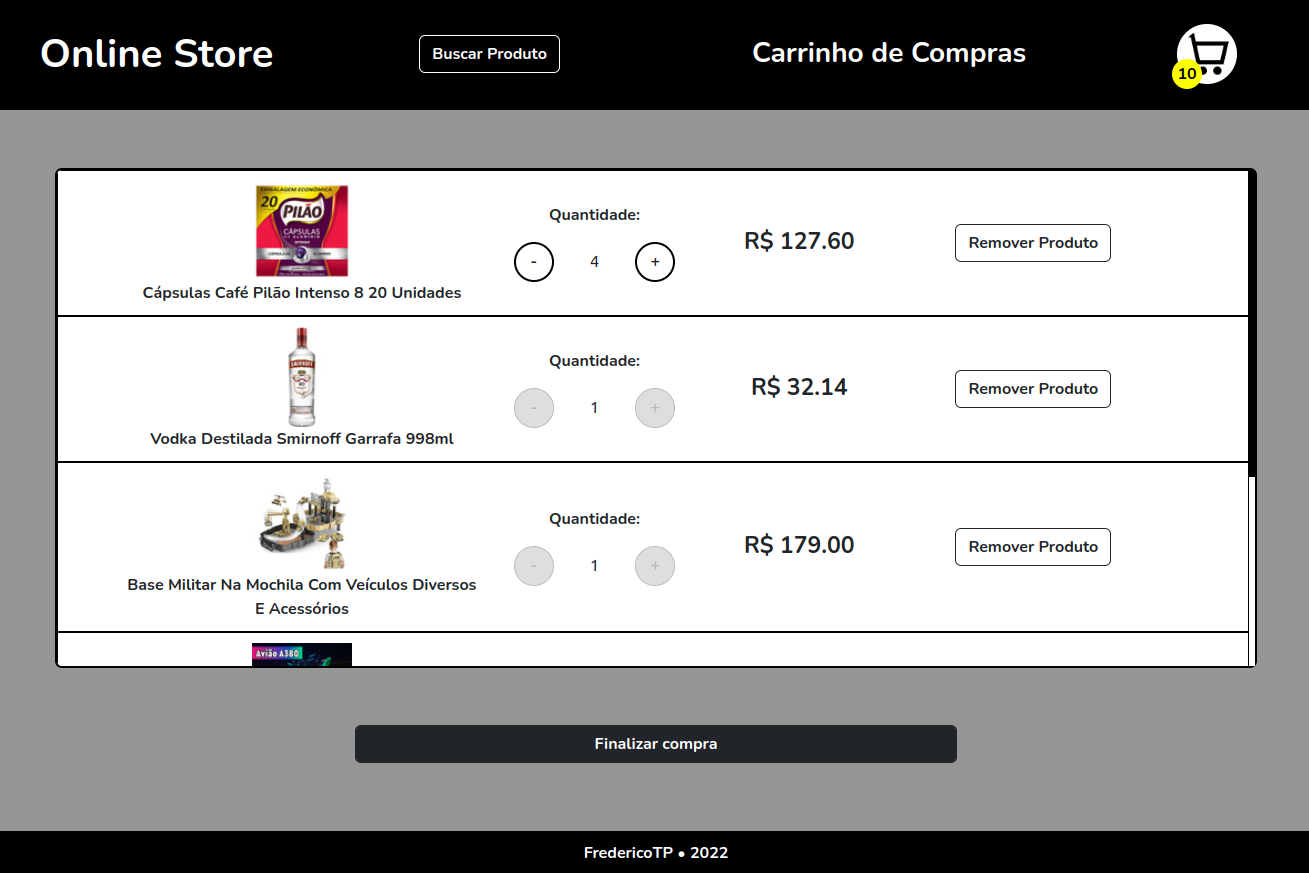 Online Store
Buscar Produto
Carrinho de Compras
10
EMBALAGEM ECONÔMICA
20
PILÃO
CÁPSULAS
DE ALUMÍNIO
INTENSO
Quantidade:
-
4
+
R$ 127.60
Remover Produto
Cápsulas Café Pilão Intenso 8 20 Unidades
SMIRNOFF
Quantidade:
-
1
+
R$ 32.14
Remover Produto
Vodka Destilada Smirnoff Garrafa 998ml
Quantidade:
-
1
+
R$ 179.00
Remover Produto
Base Militar Na Mochila Com Veículos Diversos
E Acessórios
Avião A380
Finalizar compra
FredericoTP • 2022